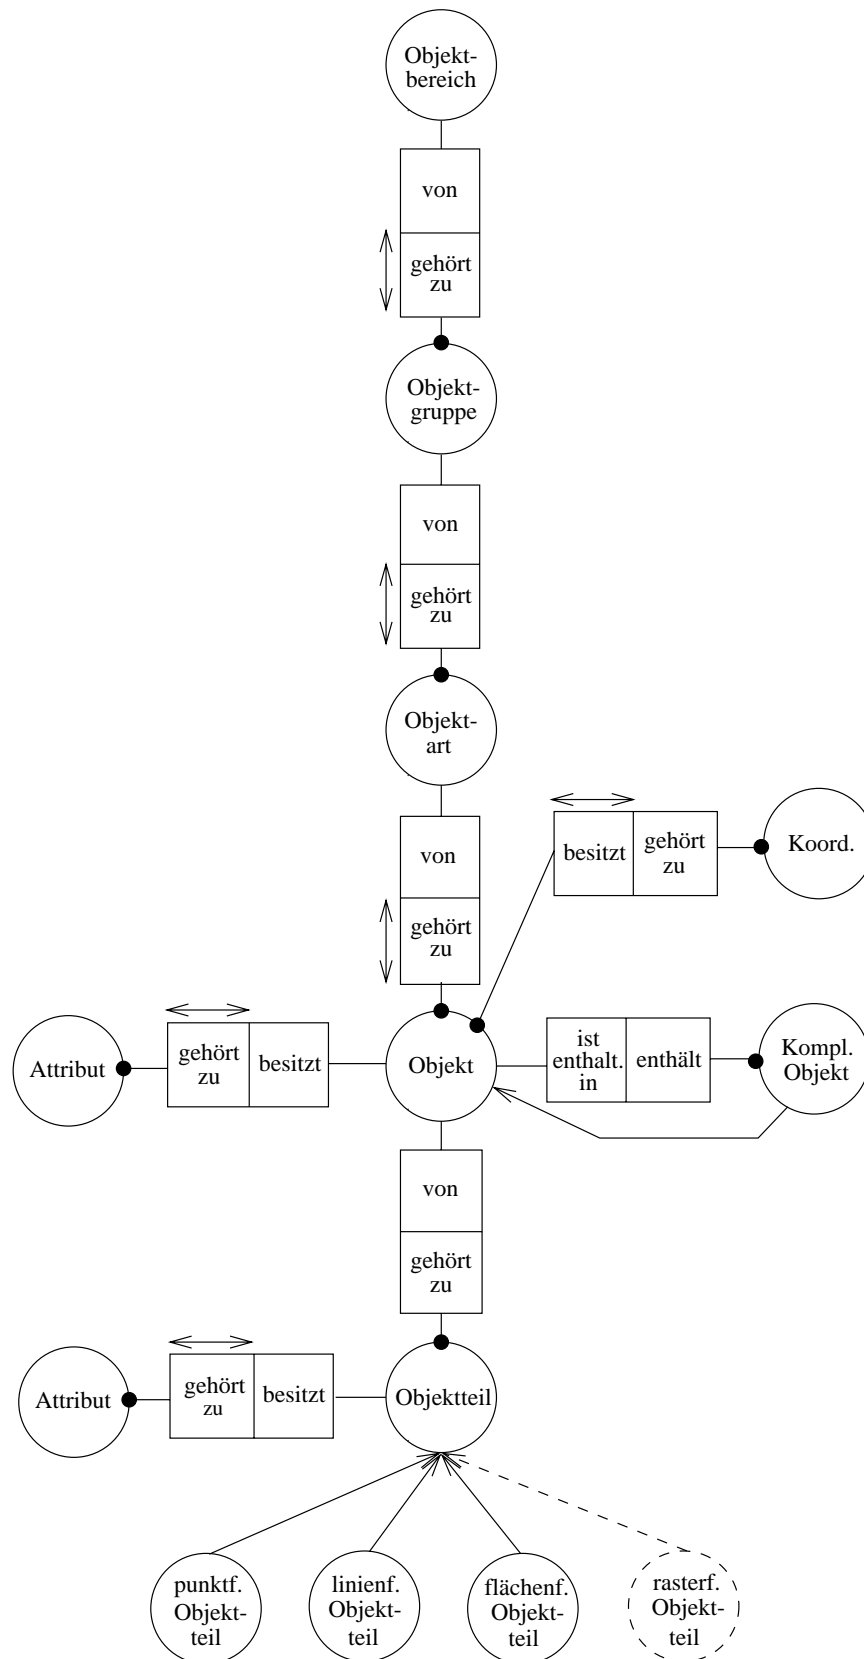 Objekt-
bereich
von
gehört
zu
Objekt-
gruppe
von
gehört
zu
Objekt-
art
von
gehört
zu
besitzt
gehört
zu
Koord.
Attribut
gehört
zu
besitzt
Objekt
ist
enthalt.
in
enthält
Kompl.
Objekt
von
gehört
zu
Attribut
gehört
zu
besitzt
Objektteil
punktf.
Objekt-
teil
linienf.
Objekt-
teil
flächenf.
Objekt-
teil
rasterf.
Objekt-
teil